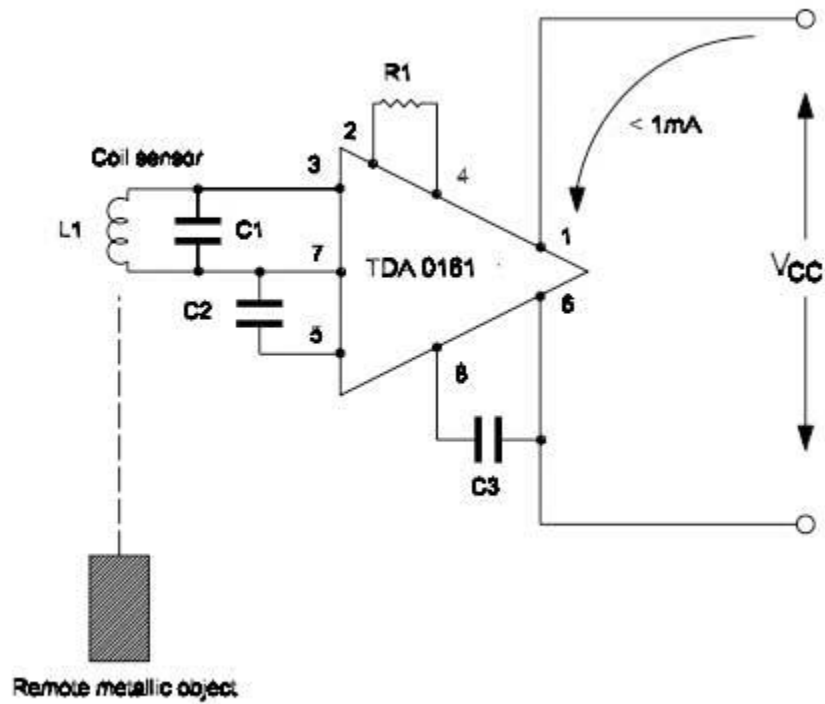 R1
2
< 1mA
Coil sensor
3
4
L1
C1
1
7
TDA 0161
VCC
C2
6
5
8
C3
Remote metallic object